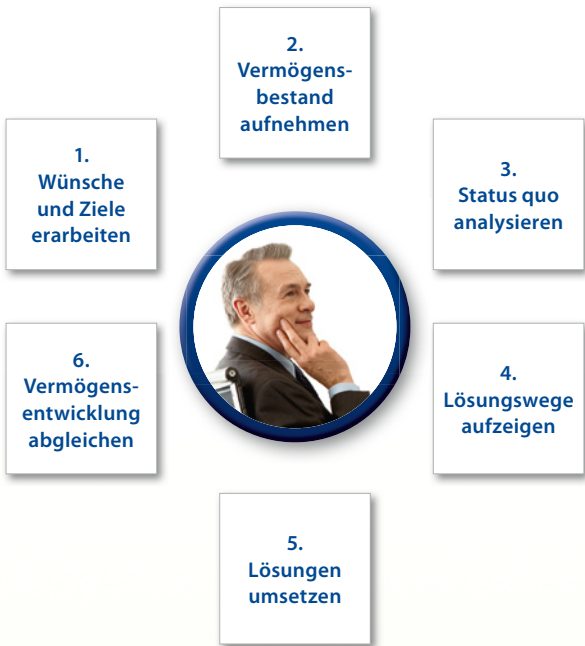 1.
Wünsche
und Ziele
erarbeiten
2.
Vermögens-
bestand
aufnehmen
3.
Status quo
analysieren
4.
Lösungswege
aufzeigen
5.
Lösungen
umsetzen
6.
Vermögens-
entwicklung
abgleichen